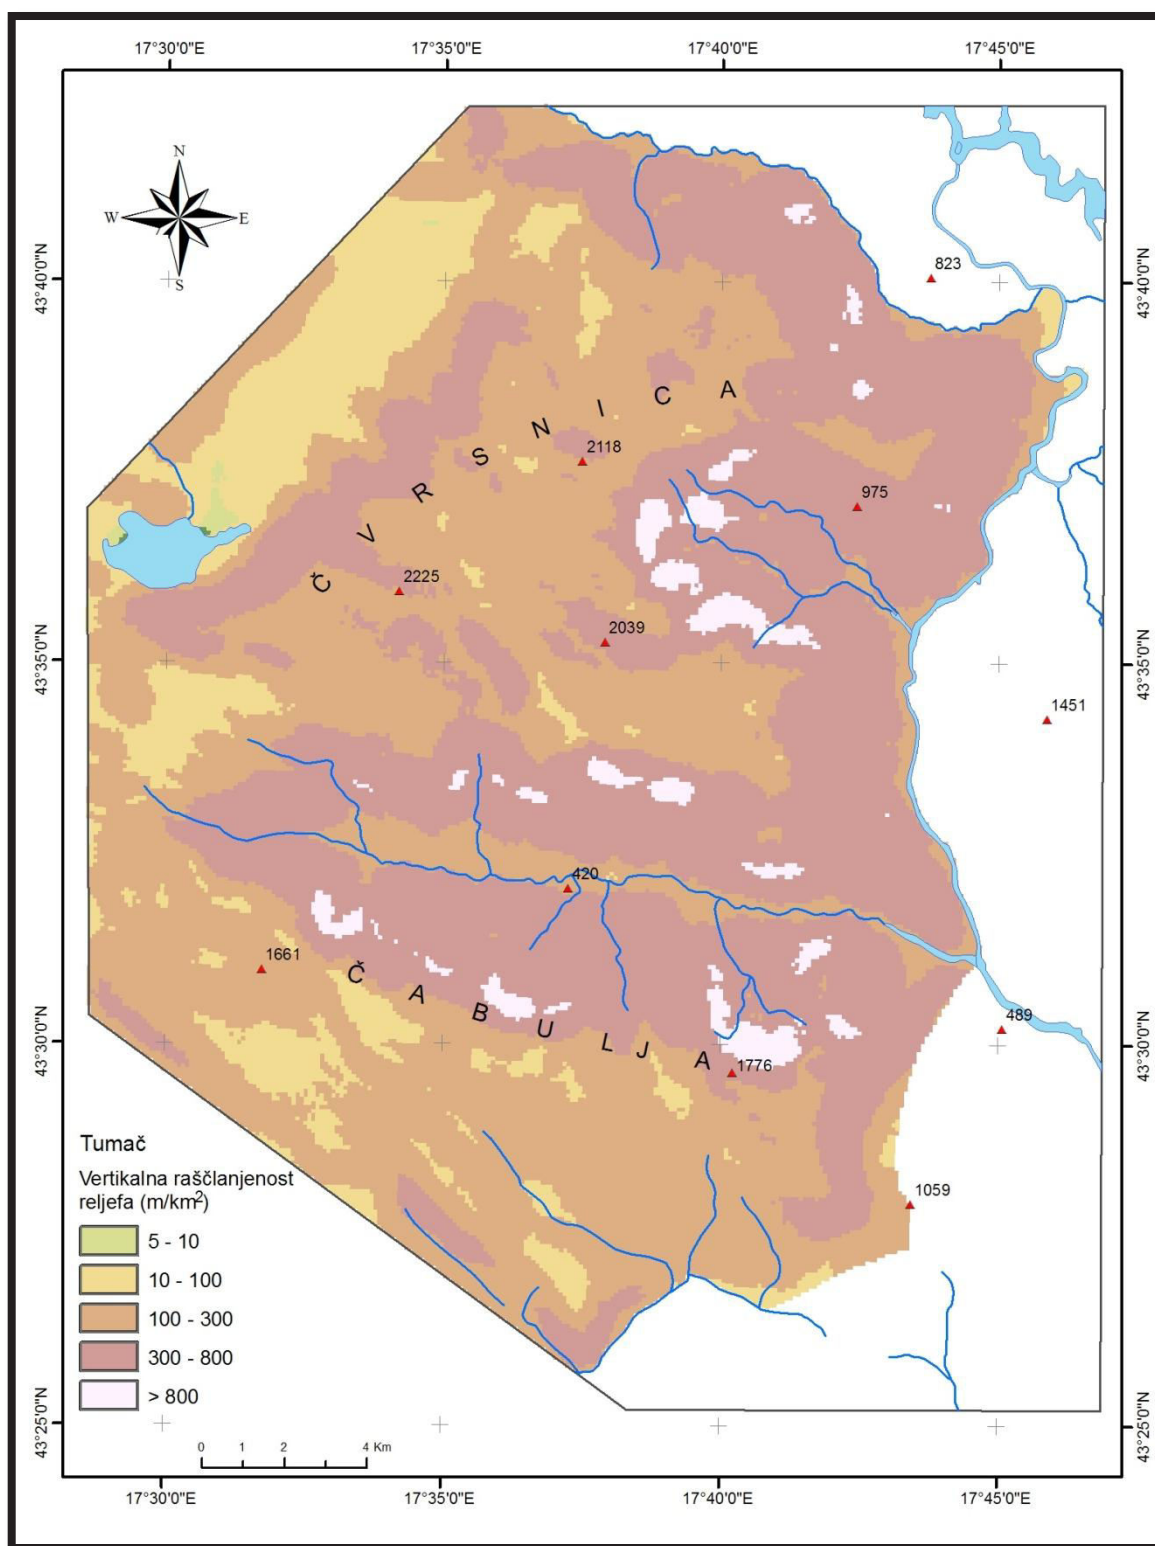 17°30'0"E 17°35'0"E 17°40'0"E 17°45'0"E
N
W E
S
43°40'0"N 43°40'0"N
823
ČVRSNICA
2118
975
2225
2039
43°35'0"N 43°35'0"N
1451
420
1661
ČABULJA
489
43°30'0"N 43°30'0"N
1776
Tumač
Vertikalna raščlanjenost
reljefa (m/km²)
1059
5 - 10
10 - 100
100 - 300
300 - 800
> 800
43°25'0"N 43°25'0"N
0 1 2 4 Km
17°30'0"E 17°35'0"E 17°40'0"E 17°45'0"E